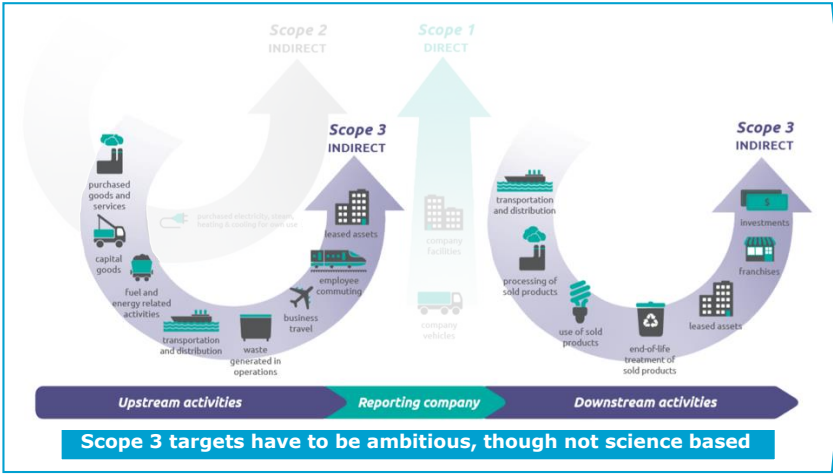 Scope 2
INDIRECT
Scope 1
DIRECT
Scope 3
INDIRECT
Scope 3
INDIRECT
purchased
goods and
services
capital
goods
fuel and
energy related
activities
transportation
and distribution
waste
generated in
operations
business
travel
employee
commuting
leased assets
purchased electricity, steam,
heating & cooling for own use
company
facilities
company
vehicles
transportation
and distribution
processing of
sold products
use of sold
products
end-of-life
treatment of
sold products
leased assets
franchises
$
investments
Upstream activities
Reporting company
Downstream activities
Scope 3 targets have to be ambitious, though not science based